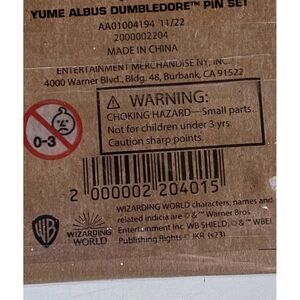 YUME ALBUS DUMBLEDORE™ PIN SET
AA01004194 11/22
2000002204
MADE IN CHINA
ENTERTAINMENT MERCHANDISE NY, INC.
4000 Warner Blvd., Bldg. 48, Burbank, CA 91522
⚠ WARNING:
CHOKING HAZARD—Small parts.
Not for children under 3 yrs.
Caution sharp points.
0-3
2 000002 204015
WIZARDING WORLD characters, names and
related indicia are © & ™ Warner Bros.
Entertainment Inc. WB SHIELD: © & ™ WBEI.
Publishing Rights © JKR (s23)
WB
WIZARDING
WORLD